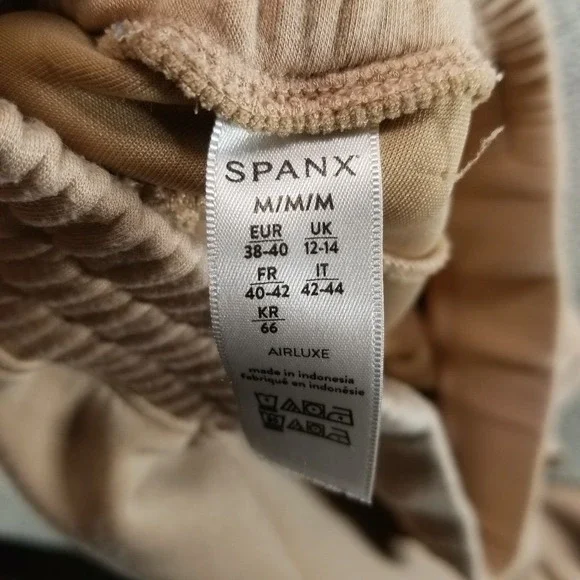 SPANX
M/M/M
EUR UK
38-40 12-14
FR IT
40-42 42-44
KR
66
AIRLUXE
made in indonesia
fabriqué en indonésie